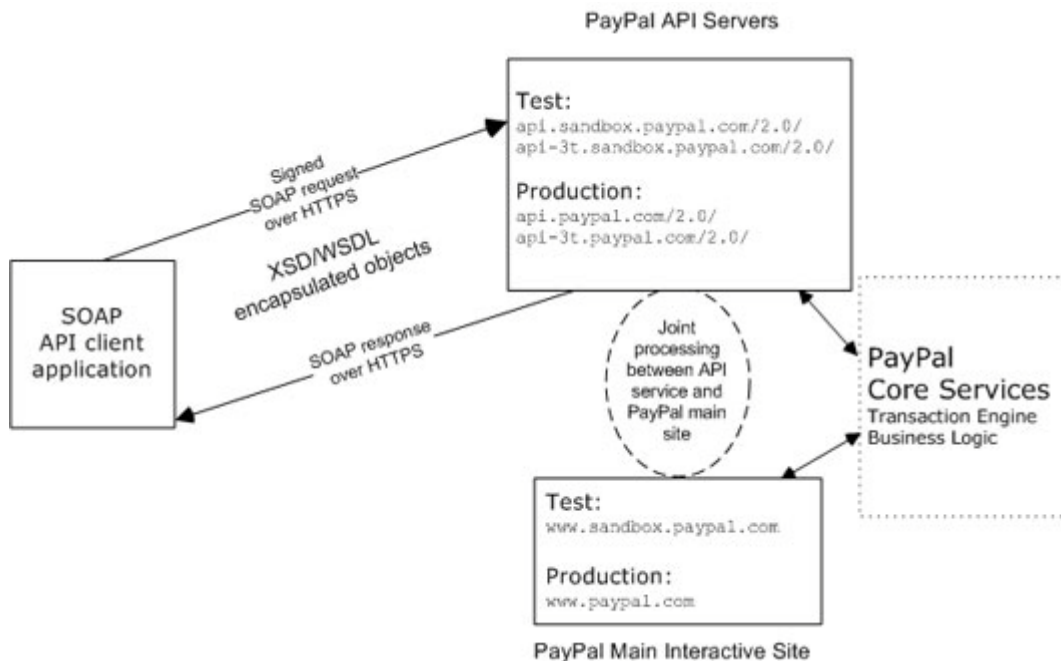 PayPal API Servers
Test:
api.sandbox.paypal.com/2.0/
api-3t.sandbox.paypal.com/2.0/
Production:
api.paypal.com/2.0/
api-3t.paypal.com/2.0/
Signed
SOAP request
over HTTPS
XSD/WSDL
encapsulated objects
SOAP response
over HTTPS
SOAP
API client
application
Joint
processing
between API
service and
PayPal main
site
PayPal
Core Services
Transaction Engine
Business Logic
Test:
www.sandbox.paypal.com
Production:
www.paypal.com
PayPal Main Interactive Site